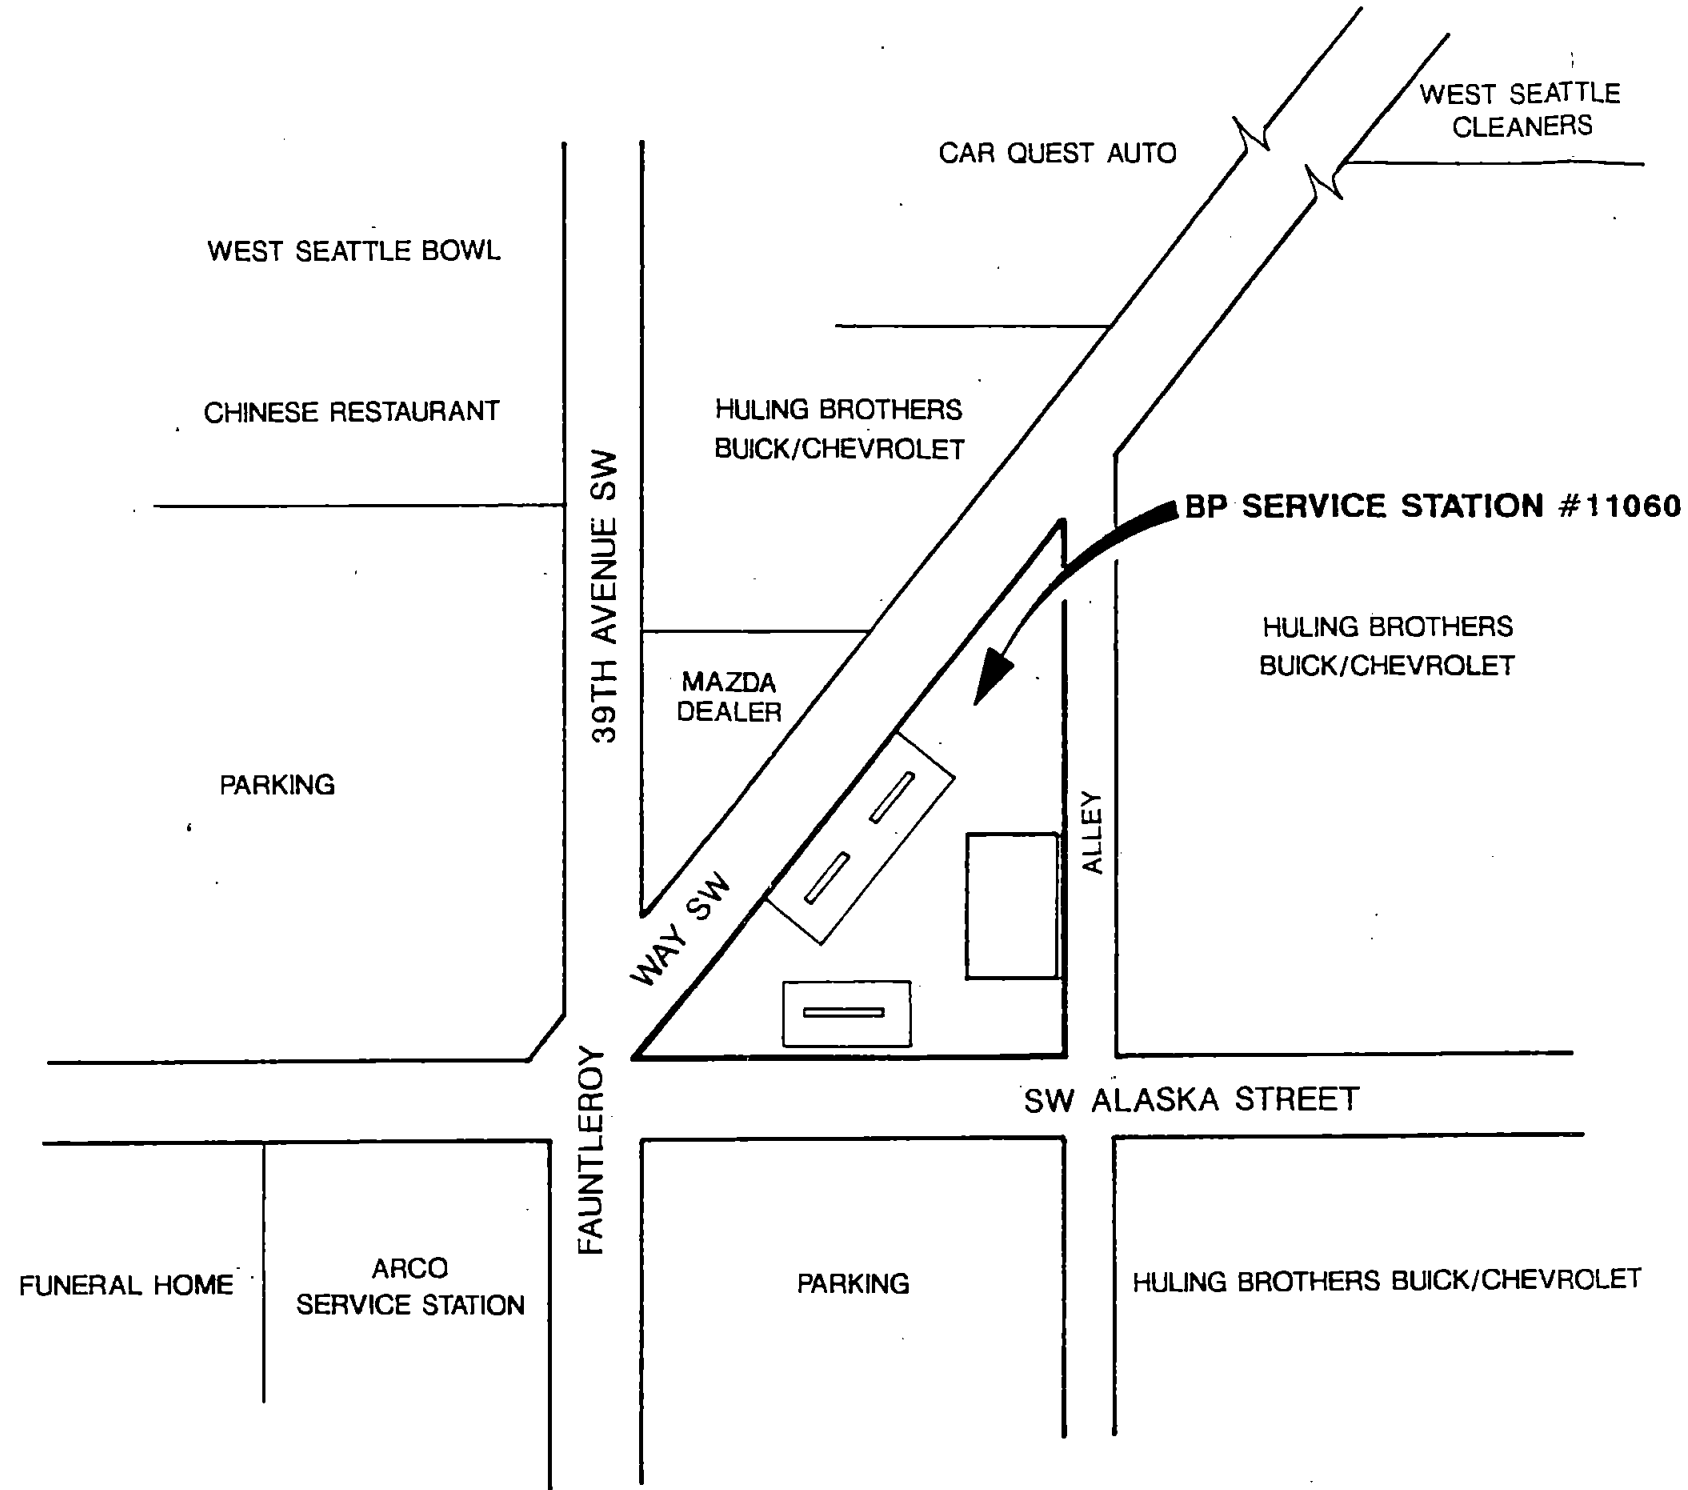 WEST SEATTLE
CLEANERS
CAR QUEST AUTO
WEST SEATTLE BOWL
CHINESE RESTAURANT
HULING BROTHERS
BUICK/CHEVROLET
39TH AVENUE SW
BP SERVICE STATION #11060
HULING BROTHERS
BUICK/CHEVROLET
MAZDA
DEALER
PARKING
ALLEY
FAUNTLEROY
WAY SW
SW ALASKA STREET
FUNERAL HOME
ARCO
SERVICE STATION
PARKING
HULING BROTHERS BUICK/CHEVROLET